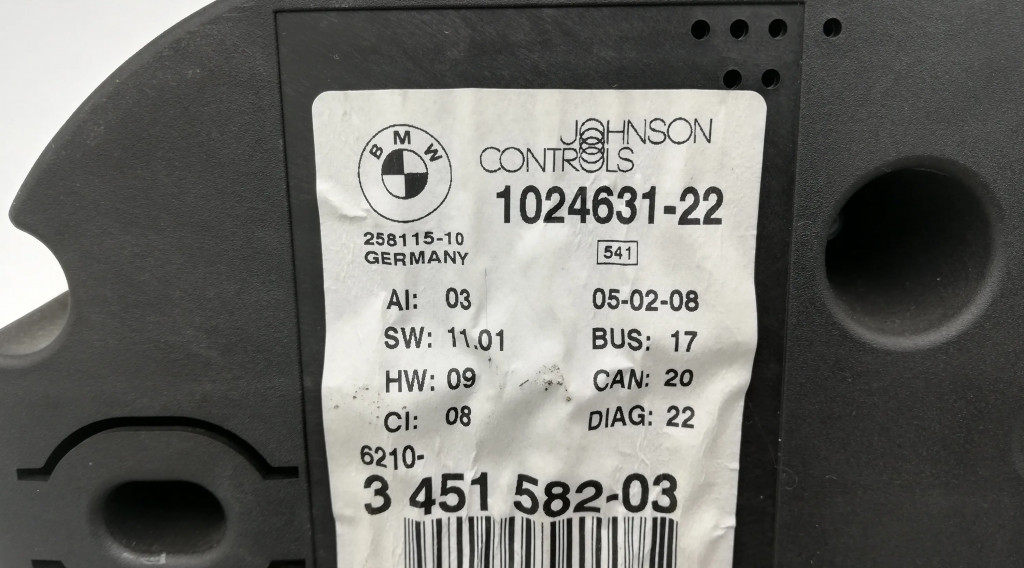 BMW
JOHNSON
CONTROLS
1024631-22
258115-10
GERMANY
541
AI: 03 05-02-08
SW: 11.01 BUS: 17
HW: 09 CAN: 20
CI: 08 DIAG: 22
6210-
3 451 582-03